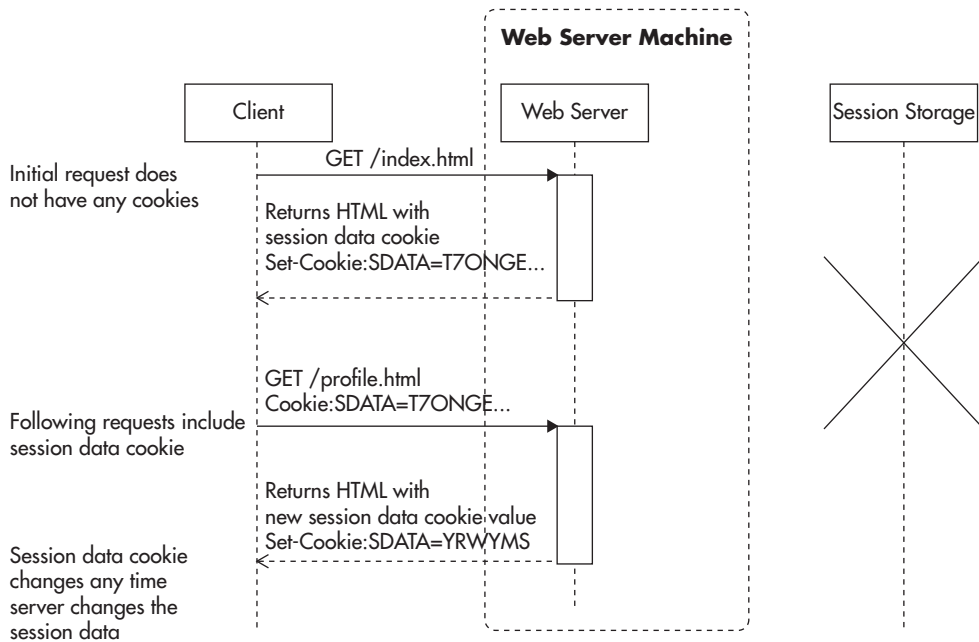 Web Server Machine
Client
Web Server
Session Storage
GET /index.html
Initial request does
not have any cookies
Returns HTML with
session data cookie
Set-Cookie:SDATA=T7ONGE...
GET /profile.html
Cookie:SDATA=T7ONGE...
Following requests include
session data cookie
Returns HTML with
new session data cookie value
Set-Cookie:SDATA=YRWYMS
Session data cookie
changes any time
server changes the
session data